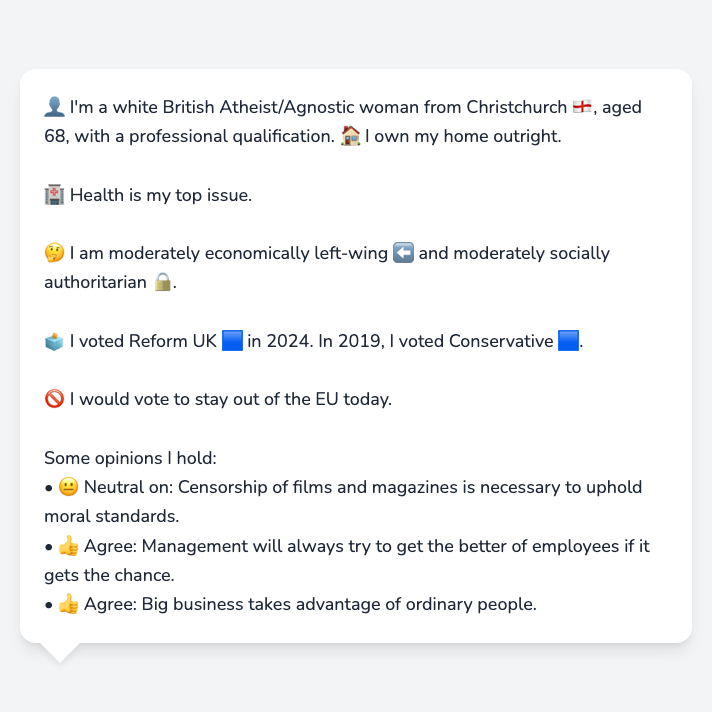 👤 I'm a white British Atheist/Agnostic woman from Christchurch 🏴󠁧󠁢󠁥󠁮󠁧󠁿, aged
68, with a professional qualification. 🏠 I own my home outright.
🏥 Health is my top issue.
🤔 I am moderately economically left-wing ⬅️ and moderately socially
authoritarian 🔒.
🗳️ I voted Reform UK 🟦 in 2024. In 2019, I voted Conservative 🟦.
🚫 I would vote to stay out of the EU today.
Some opinions I hold:
• 😐 Neutral on: Censorship of films and magazines is necessary to uphold
moral standards.
• 👍 Agree: Management will always try to get the better of employees if it
gets the chance.
• 👍 Agree: Big business takes advantage of ordinary people.